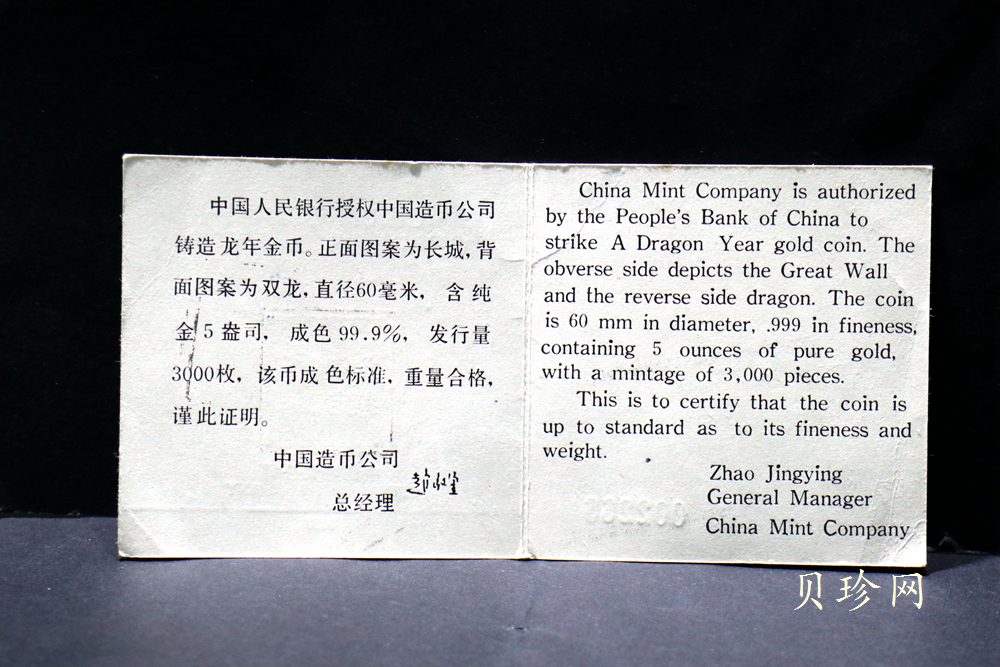 中国人民银行授权中国造币公司
铸造龙年金币。正面图案为长城,背
面图案为双龙,直径60毫米, 含 纯
金 5 盎司, 成色 99.9%, 发行量
3000枚, 该币成色标准, 重量合格,
谨此证明。
中国造币公司
总经理
China Mint Company is authorized
by the People's Bank of China to
strike A Dragon Year gold coin. The
obverse side depicts the Great Wall
and the reverse side dragon. The coin
is 60 mm in diameter, .999 in fineness,
containing 5 ounces of pure gold,
with a mintage of 3,000 pieces.
This is to certify that the coin is
up to standard as to its fineness and
weight.
Zhao Jingying
General Manager
China Mint Company
贝珍网